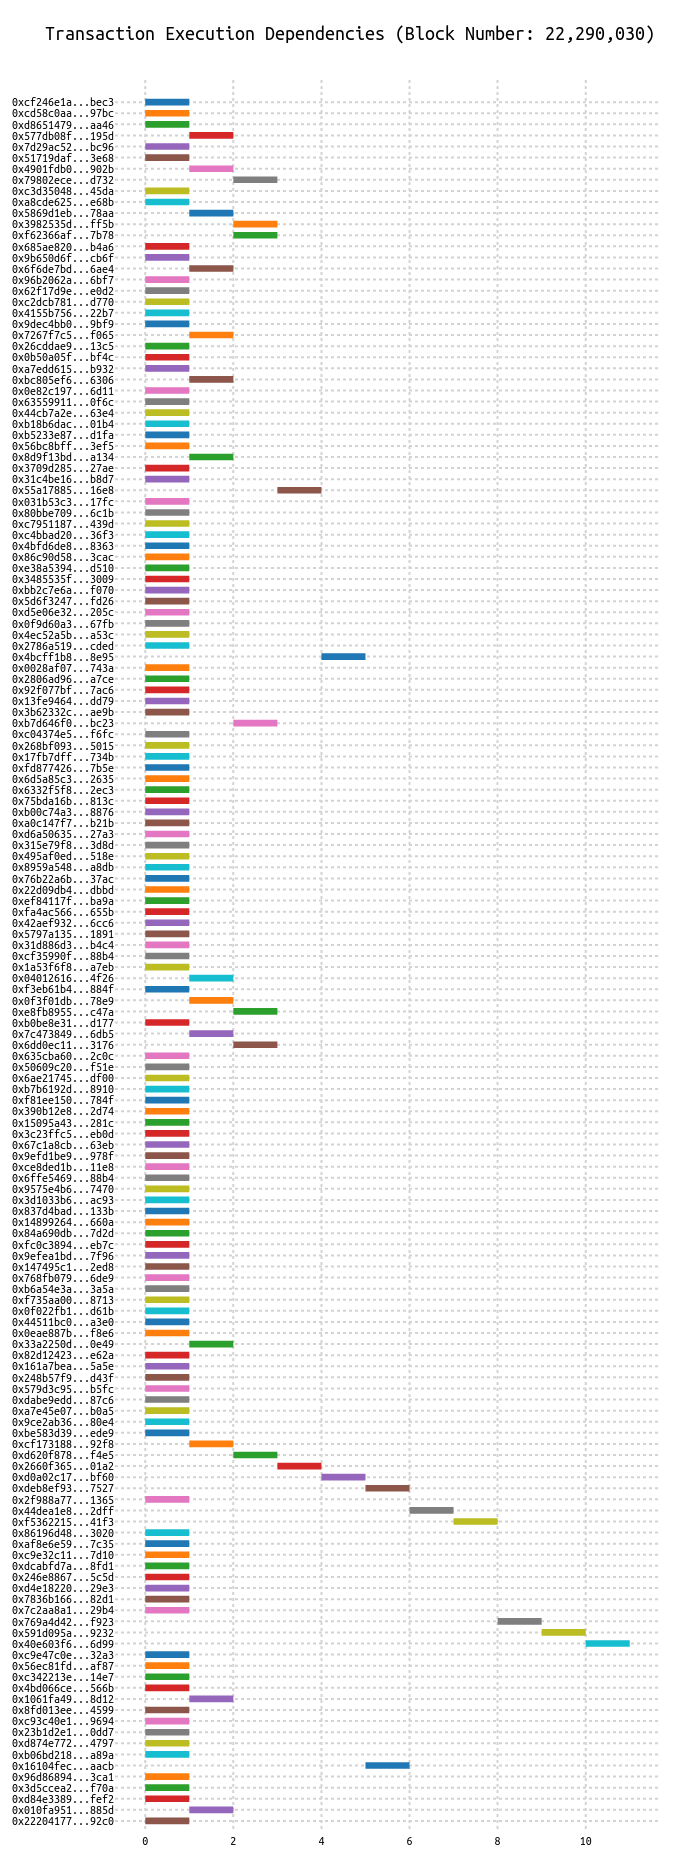 Transaction Execution Dependencies (Block Number: 22,290,030)
0xcf246e1a...bec3
0xcd58c0aa...97bc
0xd8651479...aa46
0x577db08f...195d
0x7d29ac52...bc96
0x51719daf...3e68
0x4901fdb0...902b
0x79802ece...d732
0xc3d35048...45da
0xa8cde625...e68b
0x5869d1eb...78aa
0x3982535d...ff5b
0xf62366af...7b78
0x685ae820...b4a6
0x9b650d6f...cb6f
0x6f6de7bd...6ae4
0x96b2062a...6bf7
0x62f17d9e...e0d2
0xc2dcb781...d770
0x4155b756...22b7
0x9dec4bb0...9bf9
0x7267f7c5...f065
0x26cddae9...13c5
0x0b50a05f...bf4c
0xa7edd615...b932
0xbc805ef6...6306
0x0e82c197...6d11
0x63559911...0f6c
0x44cb7a2e...63e4
0xb18b6dac...01b4
0xb5233e87...d1fa
0x56bc8bff...3ef5
0x8d9f13bd...a134
0x3709d285...27ae
0x31c4be16...b8d7
0x55a17885...16e8
0x031b53c3...17fc
0x80bbe709...6c1b
0xc7951187...439d
0xc4bbad20...36f3
0x4bfd6de8...8363
0x86c90d58...3cac
0xe38a5394...d510
0x3485535f...3009
0xbb2c7e6a...f070
0x5d6f3247...fd26
0xd5e06e32...205c
0x0f9d60a3...67fb
0x4ec52a5b...a53c
0x2786a519...cded
0x4bcff1b8...8e95
0x0028af07...743a
0x2806ad96...a7ce
0x92f077bf...7ac6
0x13fe9464...dd79
0x3b62332c...ae9b
0xb7d646f0...bc23
0xc04374e5...f6fc
0x268bf093...5015
0x17fb7dff...734b
0xfd877426...7b5e
0x6d5a85c3...2635
0x6332f5f8...2ec3
0x75bda16b...813c
0xb00c74a3...8876
0xa0c147f7...b21b
0xd6a50635...27a3
0x315e79f8...3d8d
0x495af0ed...518e
0x8959a548...a8db
0x76b22a6b...37ac
0x22d09db4...dbbd
0xef84117f...ba9a
0xfa4ac566...655b
0x42aef932...6cc6
0x5797a135...1891
0x31d886d3...b4c4
0xcf35990f...88b4
0x1a53f6f8...a7eb
0x04012616...4f26
0xf3eb61b4...884f
0x0f3f01db...78e9
0xe8fb8955...c47a
0xb0be8e31...d177
0x7c473849...6db5
0x6dd0ec11...3176
0x635cba60...2c0c
0x50609c20...f51e
0x6ae21745...df00
0xb7b6192d...8910
0xf81ee150...784f
0x390b12e8...2d74
0x15095a43...281c
0x3c23ffc5...eb0d
0x67c1a8cb...63eb
0x9efd1be9...978f
0xce8ded1b...11e8
0x6ffe5469...88b4
0x9575e4b6...7470
0x3d1033b6...ac93
0x837d4bad...133b
0x14899264...660a
0x84a690db...7d2d
0xfc0c3894...eb7c
0x9efea1bd...7f96
0x147495c1...2ed8
0x768fb079...6de9
0xb6a54e3a...3a5a
0xf735aa00...8713
0x0f022fb1...d61b
0x44511bc0...a3e0
0x0eae887b...f8e6
0x33a2250d...0e49
0x82d12423...e62a
0x161a7bea...5a5e
0x248b57f9...d43f
0x579d3c95...b5fc
0xdabe9edd...87c6
0xa7e45e07...b0a5
0x9ce2ab36...80e4
0xbe583d39...ede9
0xcf173188...92f8
0xd620f878...f4e5
0x2660f365...01a2
0xd0a02c17...bf60
0xdeb8ef93...7527
0x2f988a77...1365
0x44dea1e8...2dff
0xf5362215...41f3
0x86196d48...3020
0xaf8e6e59...7c35
0xc9e32c11...7d10
0xdcabfd7a...8fd1
0x246e8867...5c5d
0xd4e18220...29e3
0x7836b166...82d1
0x7c2aa8a1...29b4
0x769a4d42...f923
0x591d095a...9232
0x40e603f6...6d99
0xc9e47c0e...32a3
0x56ec81fd...af87
0xc342213e...14e7
0x4bd066ce...566b
0x1061fa49...8d12
0x8fd013ee...4599
0xc93c40e1...9694
0x23b1d2e1...0dd7
0xd874e772...4797
0xb06bd218...a89a
0x16104fec...aacb
0x96d86894...3ca1
0x3d5ccea2...f70a
0xd84e3389...fef2
0x010fa951...885d
0x22204177...92c0
0 2 4 6 8 10